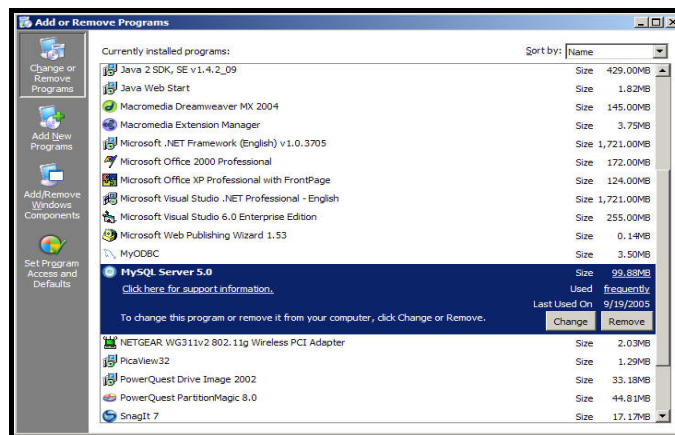 Add or Remove Programs
Change or
Remove
Programs
Add New
Programs
Add/Remove
Windows
Components
Set Program
Access and
Defaults
Currently installed programs:
Sort by: Name
Java 2 SDK, SE v1.4.2_09 Size 429.00MB
Java Web Start Size 1.82MB
Macromedia Dreamweaver MX 2004 Size 145.00MB
Macromedia Extension Manager Size 3.75MB
Microsoft .NET Framework (English) v1.0.3705 Size 1,721.00MB
Microsoft Office 2000 Professional Size 172.00MB
Microsoft Office XP Professional with FrontPage Size 124.00MB
Microsoft Visual Studio .NET Professional - English Size 1,721.00MB
Microsoft Visual Studio 6.0 Enterprise Edition Size 255.00MB
Microsoft Web Publishing Wizard 1.53 Size 0.14MB
MyODBC Size 3.50MB
MySQL Server 5.0 Size 99.88MB
Click here for support information. Used frequently
Last Used On 9/19/2005
To change this program or remove it from your computer, click Change or Remove. Change Remove
NETGEAR WG311v2 802.11g Wireless PCI Adapter Size 2.03MB
PicaView32 Size 1.29MB
PowerQuest Drive Image 2002 Size 33.18MB
PowerQuest PartitionMagic 8.0 Size 44.81MB
SnagIt 7 Size 17.17MB